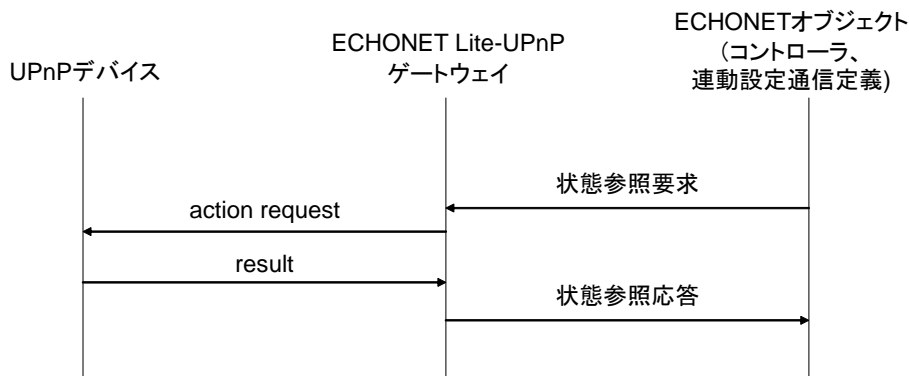 UPnPデバイス
ECHONET Lite-UPnP
ゲートウェイ
ECHONETオブジェクト
(コントローラ、
連動設定通信定義)
状態参照要求
action request
result
状態参照応答